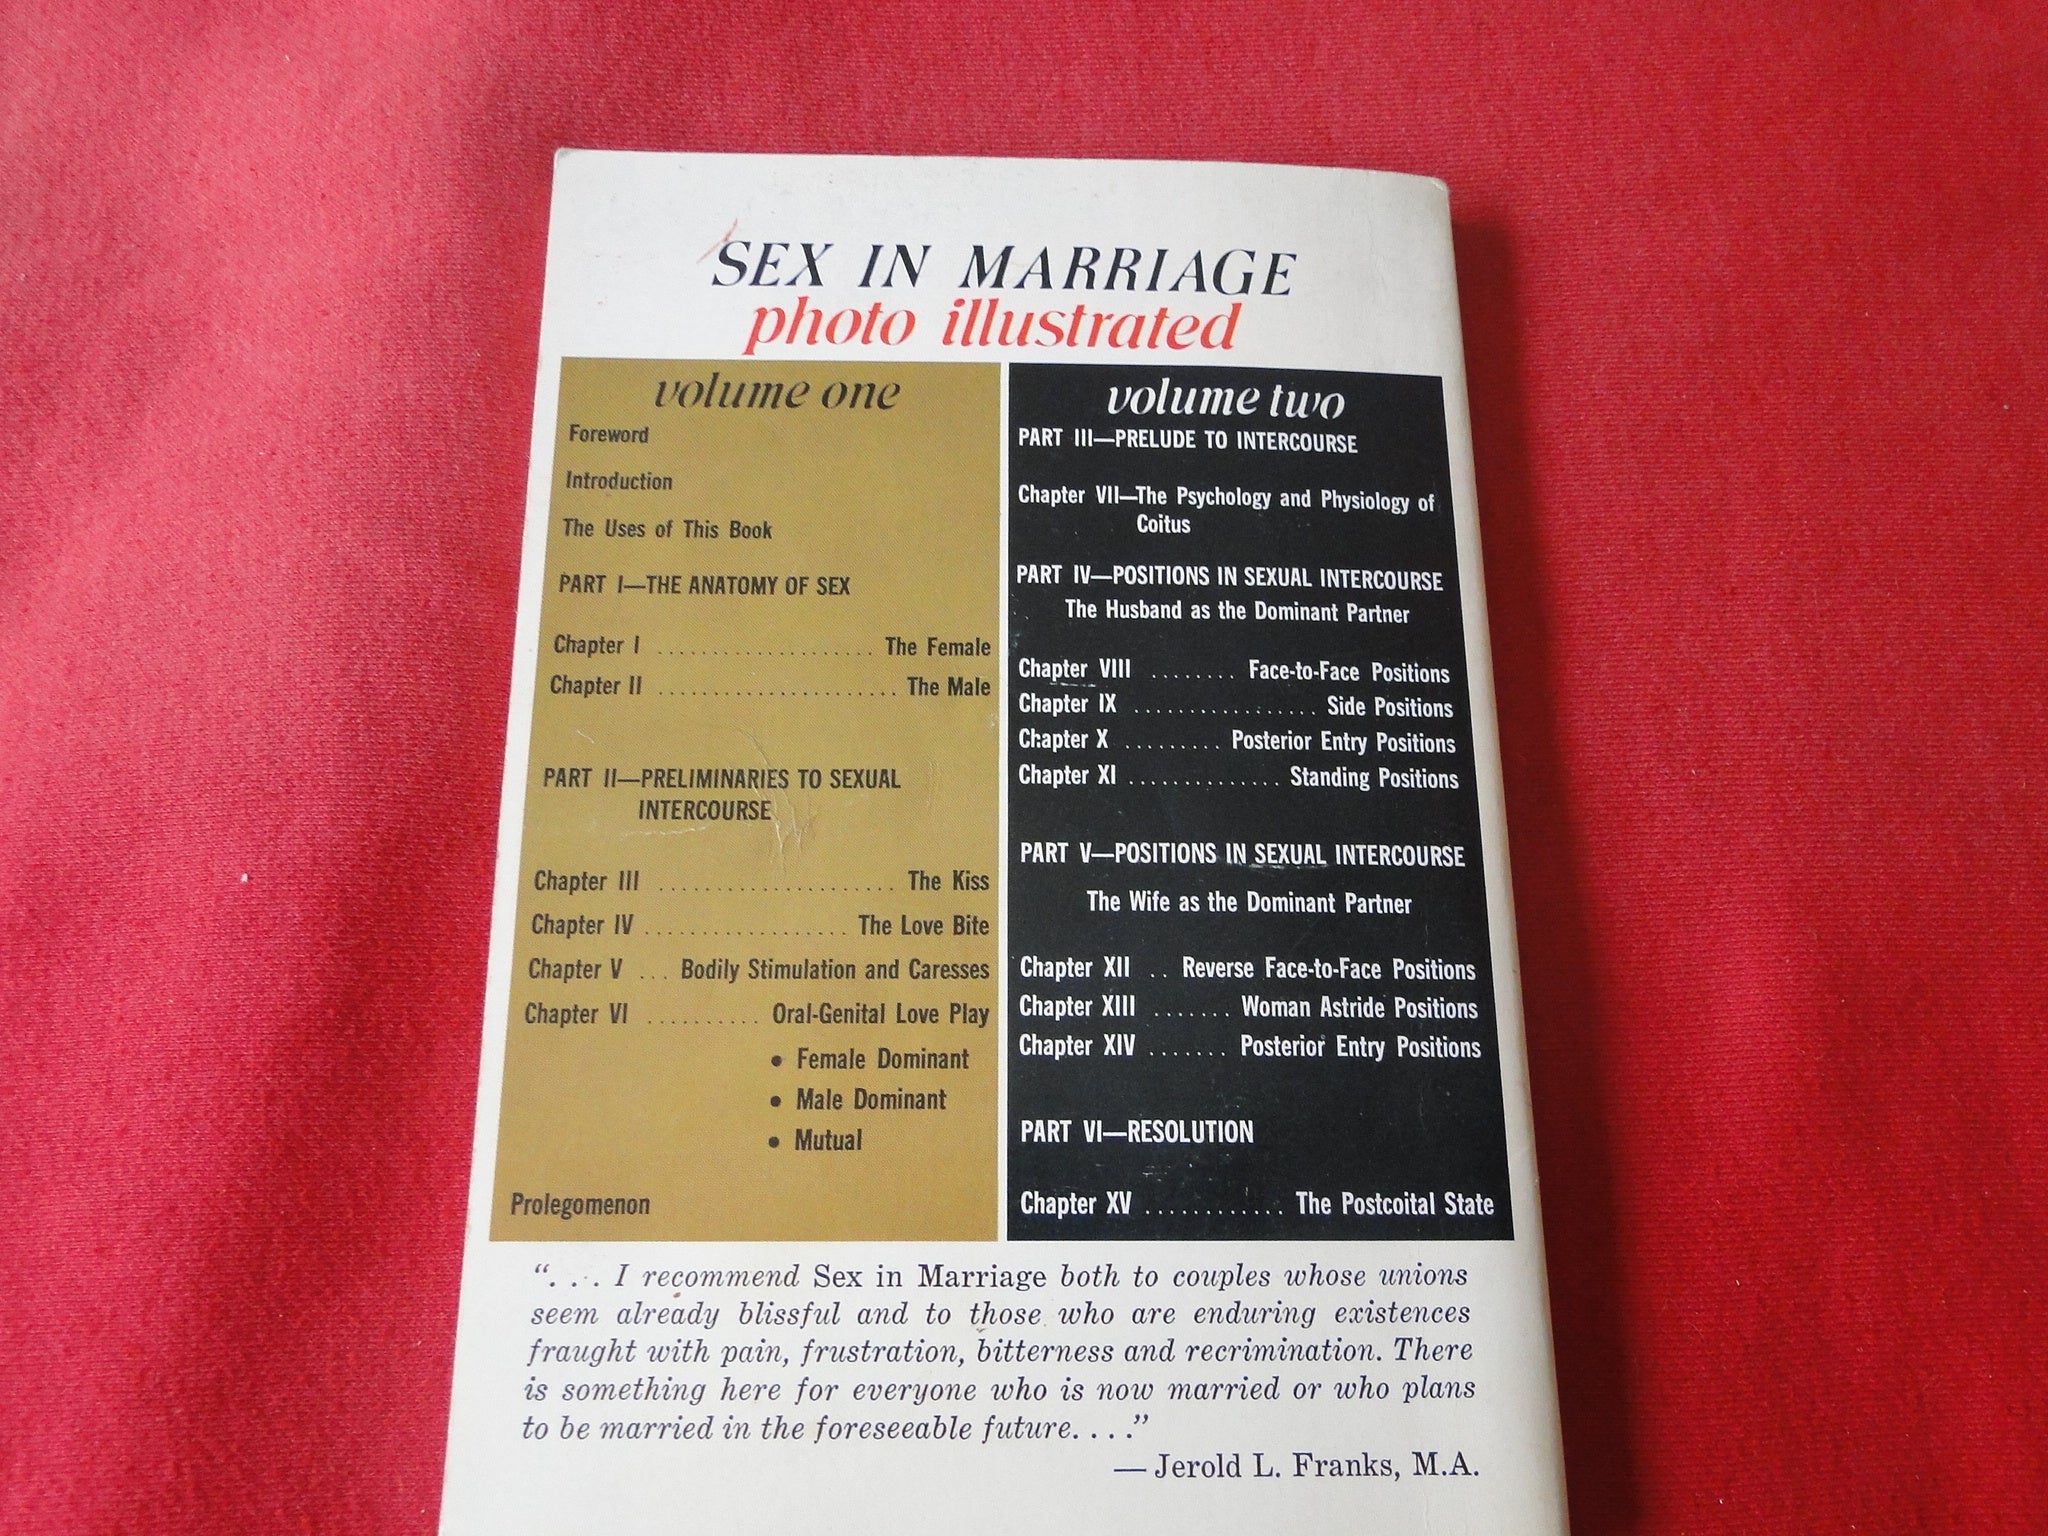 SEX IN MARRIAGE
photo illustrated
volume one
Foreword
Introduction
The Uses of This Book
PART I—THE ANATOMY OF SEX
Chapter I .................... The Female
Chapter II ...................... The Male
PART II—PRELIMINARIES TO SEXUAL
INTERCOURSE
Chapter III ...................... The Kiss
Chapter IV .................. The Love Bite
Chapter V ... Bodily Stimulation and Caresses
Chapter VI .......... Oral-Genital Love Play
• Female Dominant
• Male Dominant
• Mutual
Prolegomenon
volume two
PART III—PRELUDE TO INTERCOURSE
Chapter VII—The Psychology and Physiology of
Coitus
PART IV—POSITIONS IN SEXUAL INTERCOURSE
The Husband as the Dominant Partner
Chapter VIII ........ Face-to-Face Positions
Chapter IX ................. Side Positions
Chapter X ......... Posterior Entry Positions
Chapter XI .............. Standing Positions
PART V—POSITIONS IN SEXUAL INTERCOURSE
The Wife as the Dominant Partner
Chapter XII .. Reverse Face-to-Face Positions
Chapter XIII ....... Woman Astride Positions
Chapter XIV ....... Posterior Entry Positions
PART VI—RESOLUTION
Chapter XV ............ The Postcoital State
“. . . I recommend Sex in Marriage both to couples whose unions
seem already blissful and to those who are enduring existences
fraught with pain, frustration, bitterness and recrimination. There
is something here for everyone who is now married or who plans
to be married in the foreseeable future. . . .”
— Jerold L. Franks, M.A.